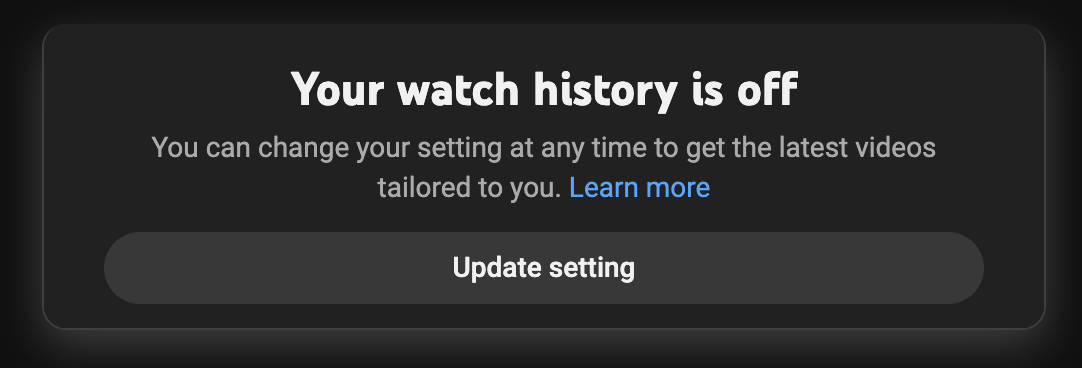 Your watch history is off
You can change your setting at any time to get the latest videos
tailored to you. Learn more
Update setting